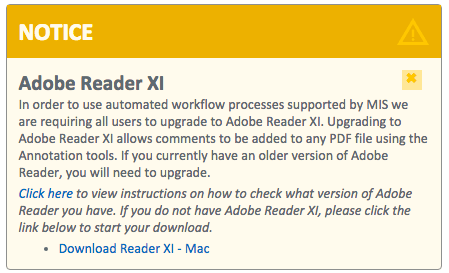 NOTICE
Adobe Reader XI
In order to use automated workflow processes supported by MIS we
are requiring all users to upgrade to Adobe Reader XI. Upgrading to
Adobe Reader XI allows comments to be added to any PDF file using the
Annotation tools. If you currently have an older version of Adobe
Reader, you will need to upgrade.
Click here to view instructions on how to check what version of Adobe
Reader you have. If you do not have Adobe Reader XI, please click the
link below to start your download.
• Download Reader XI - Mac